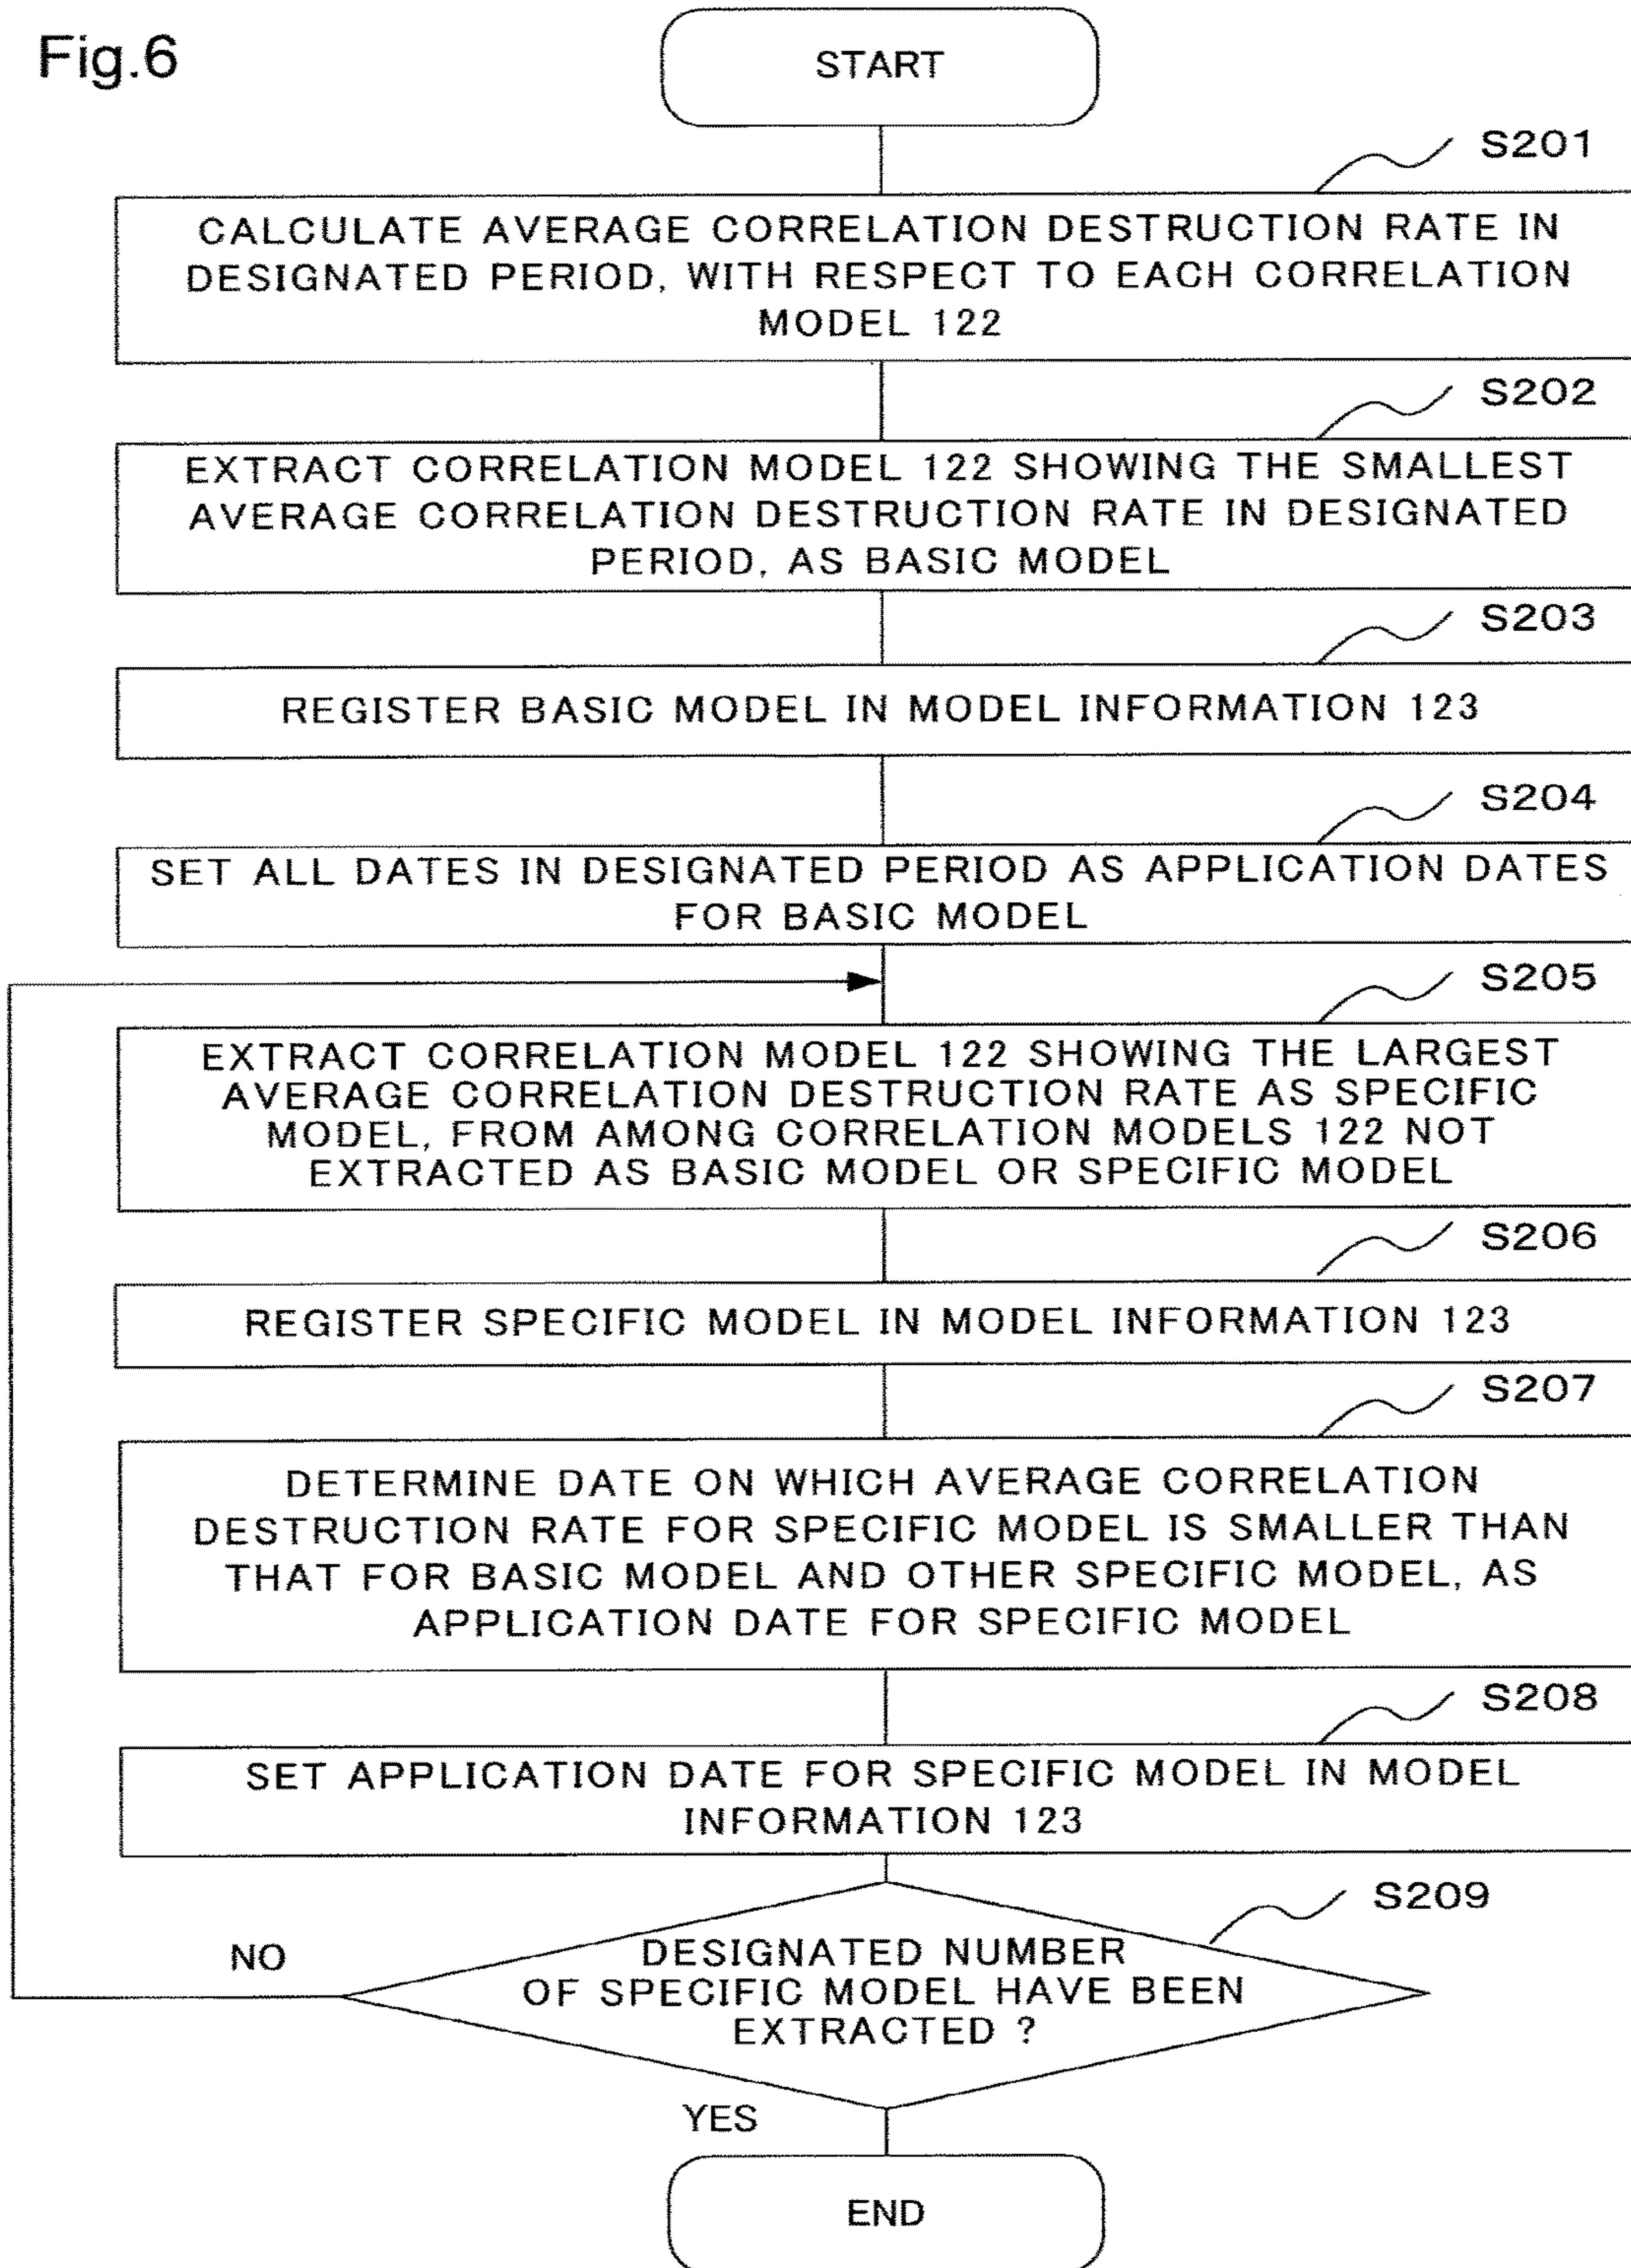 Fig.6
START
S201
CALCULATE AVERAGE CORRELATION DESTRUCTION RATE IN
DESIGNATED PERIOD, WITH RESPECT TO EACH CORRELATION
MODEL 122
S202
EXTRACT CORRELATION MODEL 122 SHOWING THE SMALLEST
AVERAGE CORRELATION DESTRUCTION RATE IN DESIGNATED
PERIOD, AS BASIC MODEL
S203
REGISTER BASIC MODEL IN MODEL INFORMATION 123
S204
SET ALL DATES IN DESIGNATED PERIOD AS APPLICATION DATES
FOR BASIC MODEL
S205
EXTRACT CORRELATION MODEL 122 SHOWING THE LARGEST
AVERAGE CORRELATION DESTRUCTION RATE AS SPECIFIC
MODEL, FROM AMONG CORRELATION MODELS 122 NOT
EXTRACTED AS BASIC MODEL OR SPECIFIC MODEL
S206
REGISTER SPECIFIC MODEL IN MODEL INFORMATION 123
S207
DETERMINE DATE ON WHICH AVERAGE CORRELATION
DESTRUCTION RATE FOR SPECIFIC MODEL IS SMALLER THAN
THAT FOR BASIC MODEL AND OTHER SPECIFIC MODEL, AS
APPLICATION DATE FOR SPECIFIC MODEL
S208
SET APPLICATION DATE FOR SPECIFIC MODEL IN MODEL
INFORMATION 123
S209
NO
DESIGNATED NUMBER
OF SPECIFIC MODEL HAVE BEEN
EXTRACTED ?
YES
END